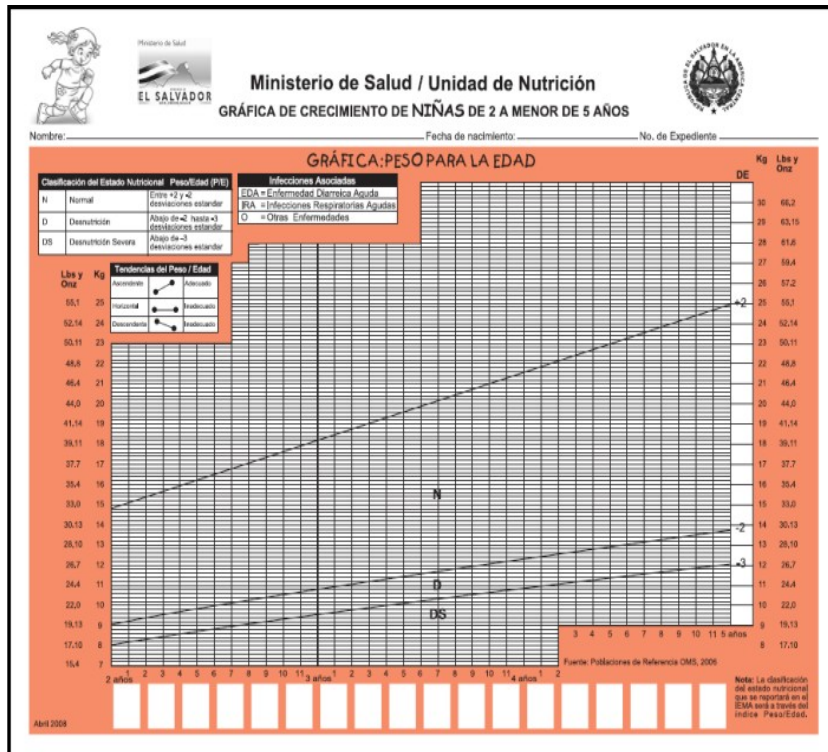 Ministerio de Salud
EL SALVADOR
Ministerio de Salud / Unidad de Nutrición
GRÁFICA DE CRECIMIENTO DE NIÑAS DE 2 A MENOR DE 5 AÑOS
REPÚBLICA DE EL SALVADOR EN LA AMÉRICA CENTRAL
Nombre: Fecha de nacimiento: No. de Expediente
GRÁFICA: PESO PARA LA EDAD
Clasificación del Estado Nutricional Peso/Edad (P/E)
N Normal Entre +2 y -2 desviaciones estandar
D Desnutrición Abajo de -2 hasta -3 desviaciones estandar
DS Desnutrición Severa Abajo de -3 desviaciones estandar
Infecciones Asociadas
EDA = Enfermedad Diarreica Aguda
IRA = Infecciones Respiratorias Agudas
O = Otras Enfermedades
Tendencias del Peso / Edad
Ascendente Adecuado
Horizontal Inadecuado
Descendente Inadecuado
Lbs y Onz Kg
55,1 25
52,14 24
50,11 23
48,8 22
46,4 21
44,0 20
41,14 19
39,11 18
37,7 17
35,4 16
33,0 15
30,13 14
28,10 13
26,7 12
24,4 11
22,0 10
19,13 9
17,10 8
15,4 7
DE Kg Lbs y Onz
30 66,2
29 63,15
28 61,6
27 59,4
26 57,2
+2 25 55,1
24 52,14
23 50,11
22 48,8
21 46,4
20 44,0
19 41,14
18 39,11
17 37,7
16 35,4
15 33,0
-2 14 30,13
13 28,10
-3 12 26,7
11 24,4
10 22,0
9 19,13
8 17,10
N
D
DS
2 años 1 2 3 4 5 6 7 8 9 10 11 3 años 1 2 3 4 5 6 7 8 9 10 11 4 años 1 2
3 4 5 6 7 8 9 10 11 5 años
Fuente: Poblaciones de Referencia OMS, 2006
Nota: La clasificación
del estado nutricional
que se reportará en el
IEMA será a través del
índice Peso/Edad.
Abril 2008